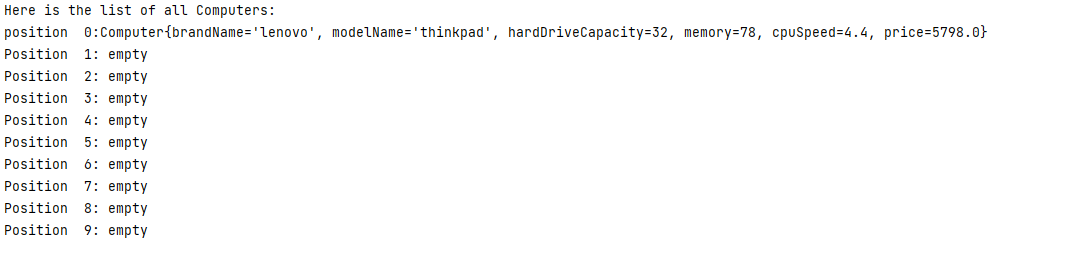 Here is the list of all Computers:
position  0:Computer{brandName='lenovo', modelName='thinkpad', hardDriveCapacity=32, memory=78, cpuSpeed=4.4, price=5798.0}
Position  1: empty
Position  2: empty
Position  3: empty
Position  4: empty
Position  5: empty
Position  6: empty
Position  7: empty
Position  8: empty
Position  9: empty